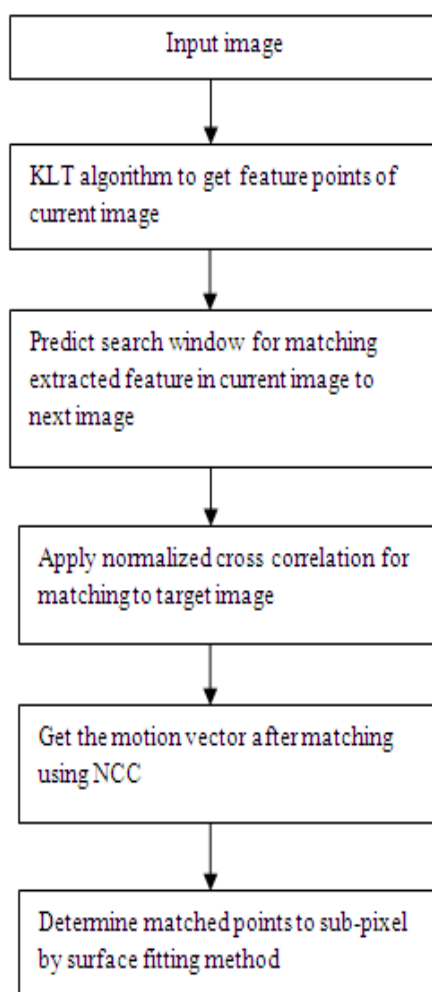 Input image
KLT algorithm to get feature points of
current image
Predict search window for matching
extracted feature in current image to
next image
Apply normalized cross correlation for
matching to target image
Get the motion vector after matching
using NCC
Determine matched points to sub-pixel
by surface fitting method